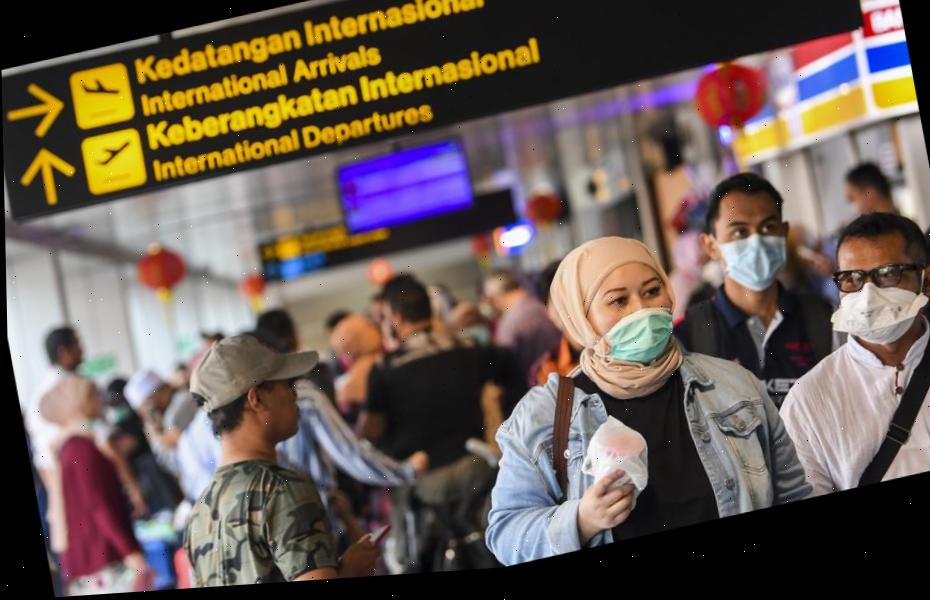 Kedatangan Internasional
International Arrivals
Keberangkatan Internasional
International Departures